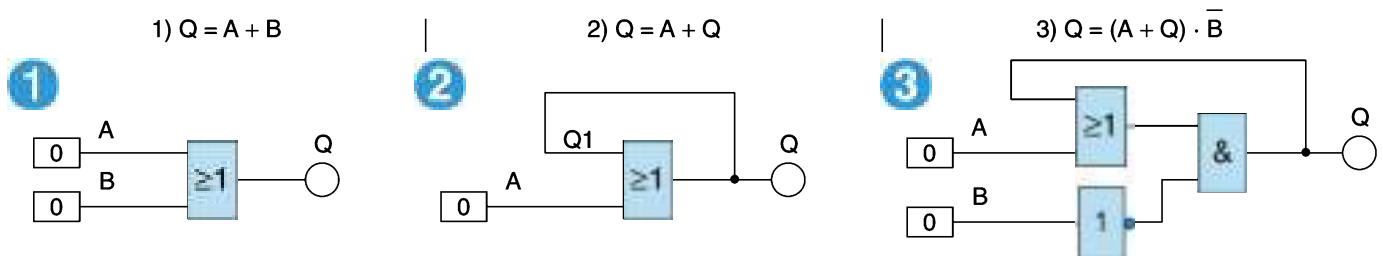 1) Q = A + B
2) Q = A + Q
3) Q = (A + Q) · B̅
1
A
0
B
0
≥1
Q
2
Q1
A
0
≥1
Q
3
A
0
B
0
≥1
1
&
Q